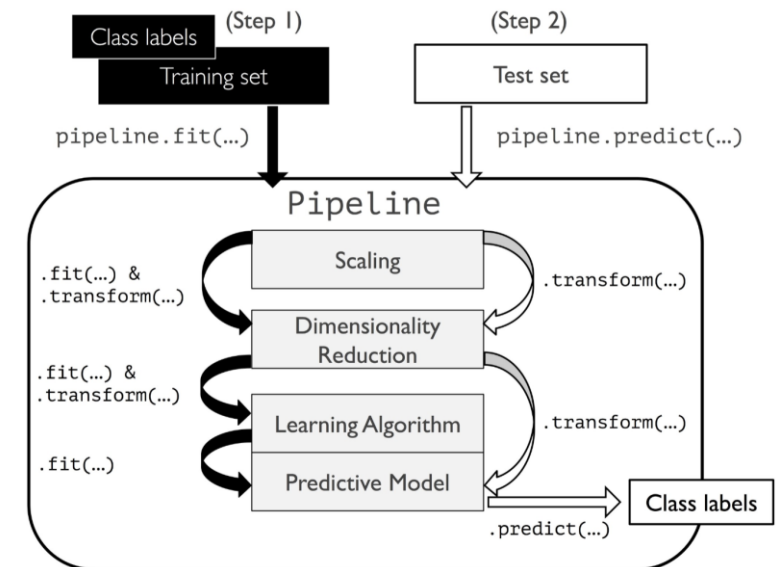 (Step 1)
(Step 2)
Class labels
Training set
Test set
pipeline.fit(…)
pipeline.predict(…)
Pipeline
Scaling
.fit(…) &
.transform(…)
.transform(…)
Dimensionality
Reduction
.fit(…) &
.transform(…)
Learning Algorithm
.transform(…)
.fit(…)
Predictive Model
Class labels
.predict(…)